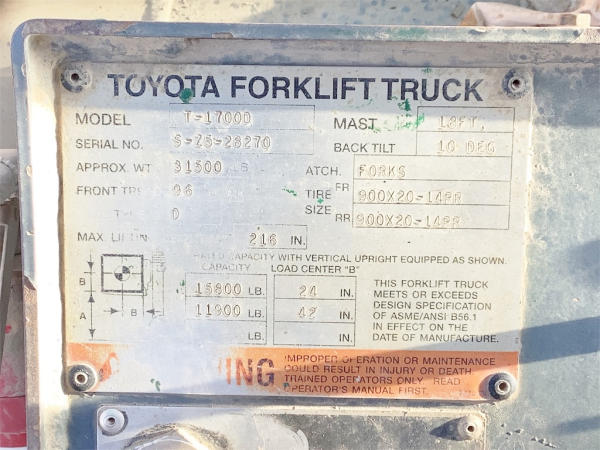 TOYOTA FORKLIFT TRUCK
MODEL T-1700D MAST 18FT.
SERIAL NO. S-Z5-28270 BACK TILT 10 DEG
APPROX. WT 31500 LB ATCH. FORKS
FRONT 96 TIRE SIZE FR 900X20-14PR
D RR 900X20-14PR
MAX. 216 IN.
RATED CAPACITY WITH VERTICAL UPRIGHT EQUIPPED AS SHOWN.
CAPACITY LOAD CENTER "B"
B
A
B
15800 LB. 24 IN.
11900 LB. 42 IN.
LB. IN.
THIS FORKLIFT TRUCK
MEETS OR EXCEEDS
DESIGN SPECIFICATION
OF ASME/ANSI B56.1
IN EFFECT ON THE
DATE OF MANUFACTURE.
IMPROPER OPERATION OR MAINTENANCE
COULD RESULT IN INJURY OR DEATH
TRAINED OPERATORS ONLY READ
OPERATOR'S MANUAL FIRST.